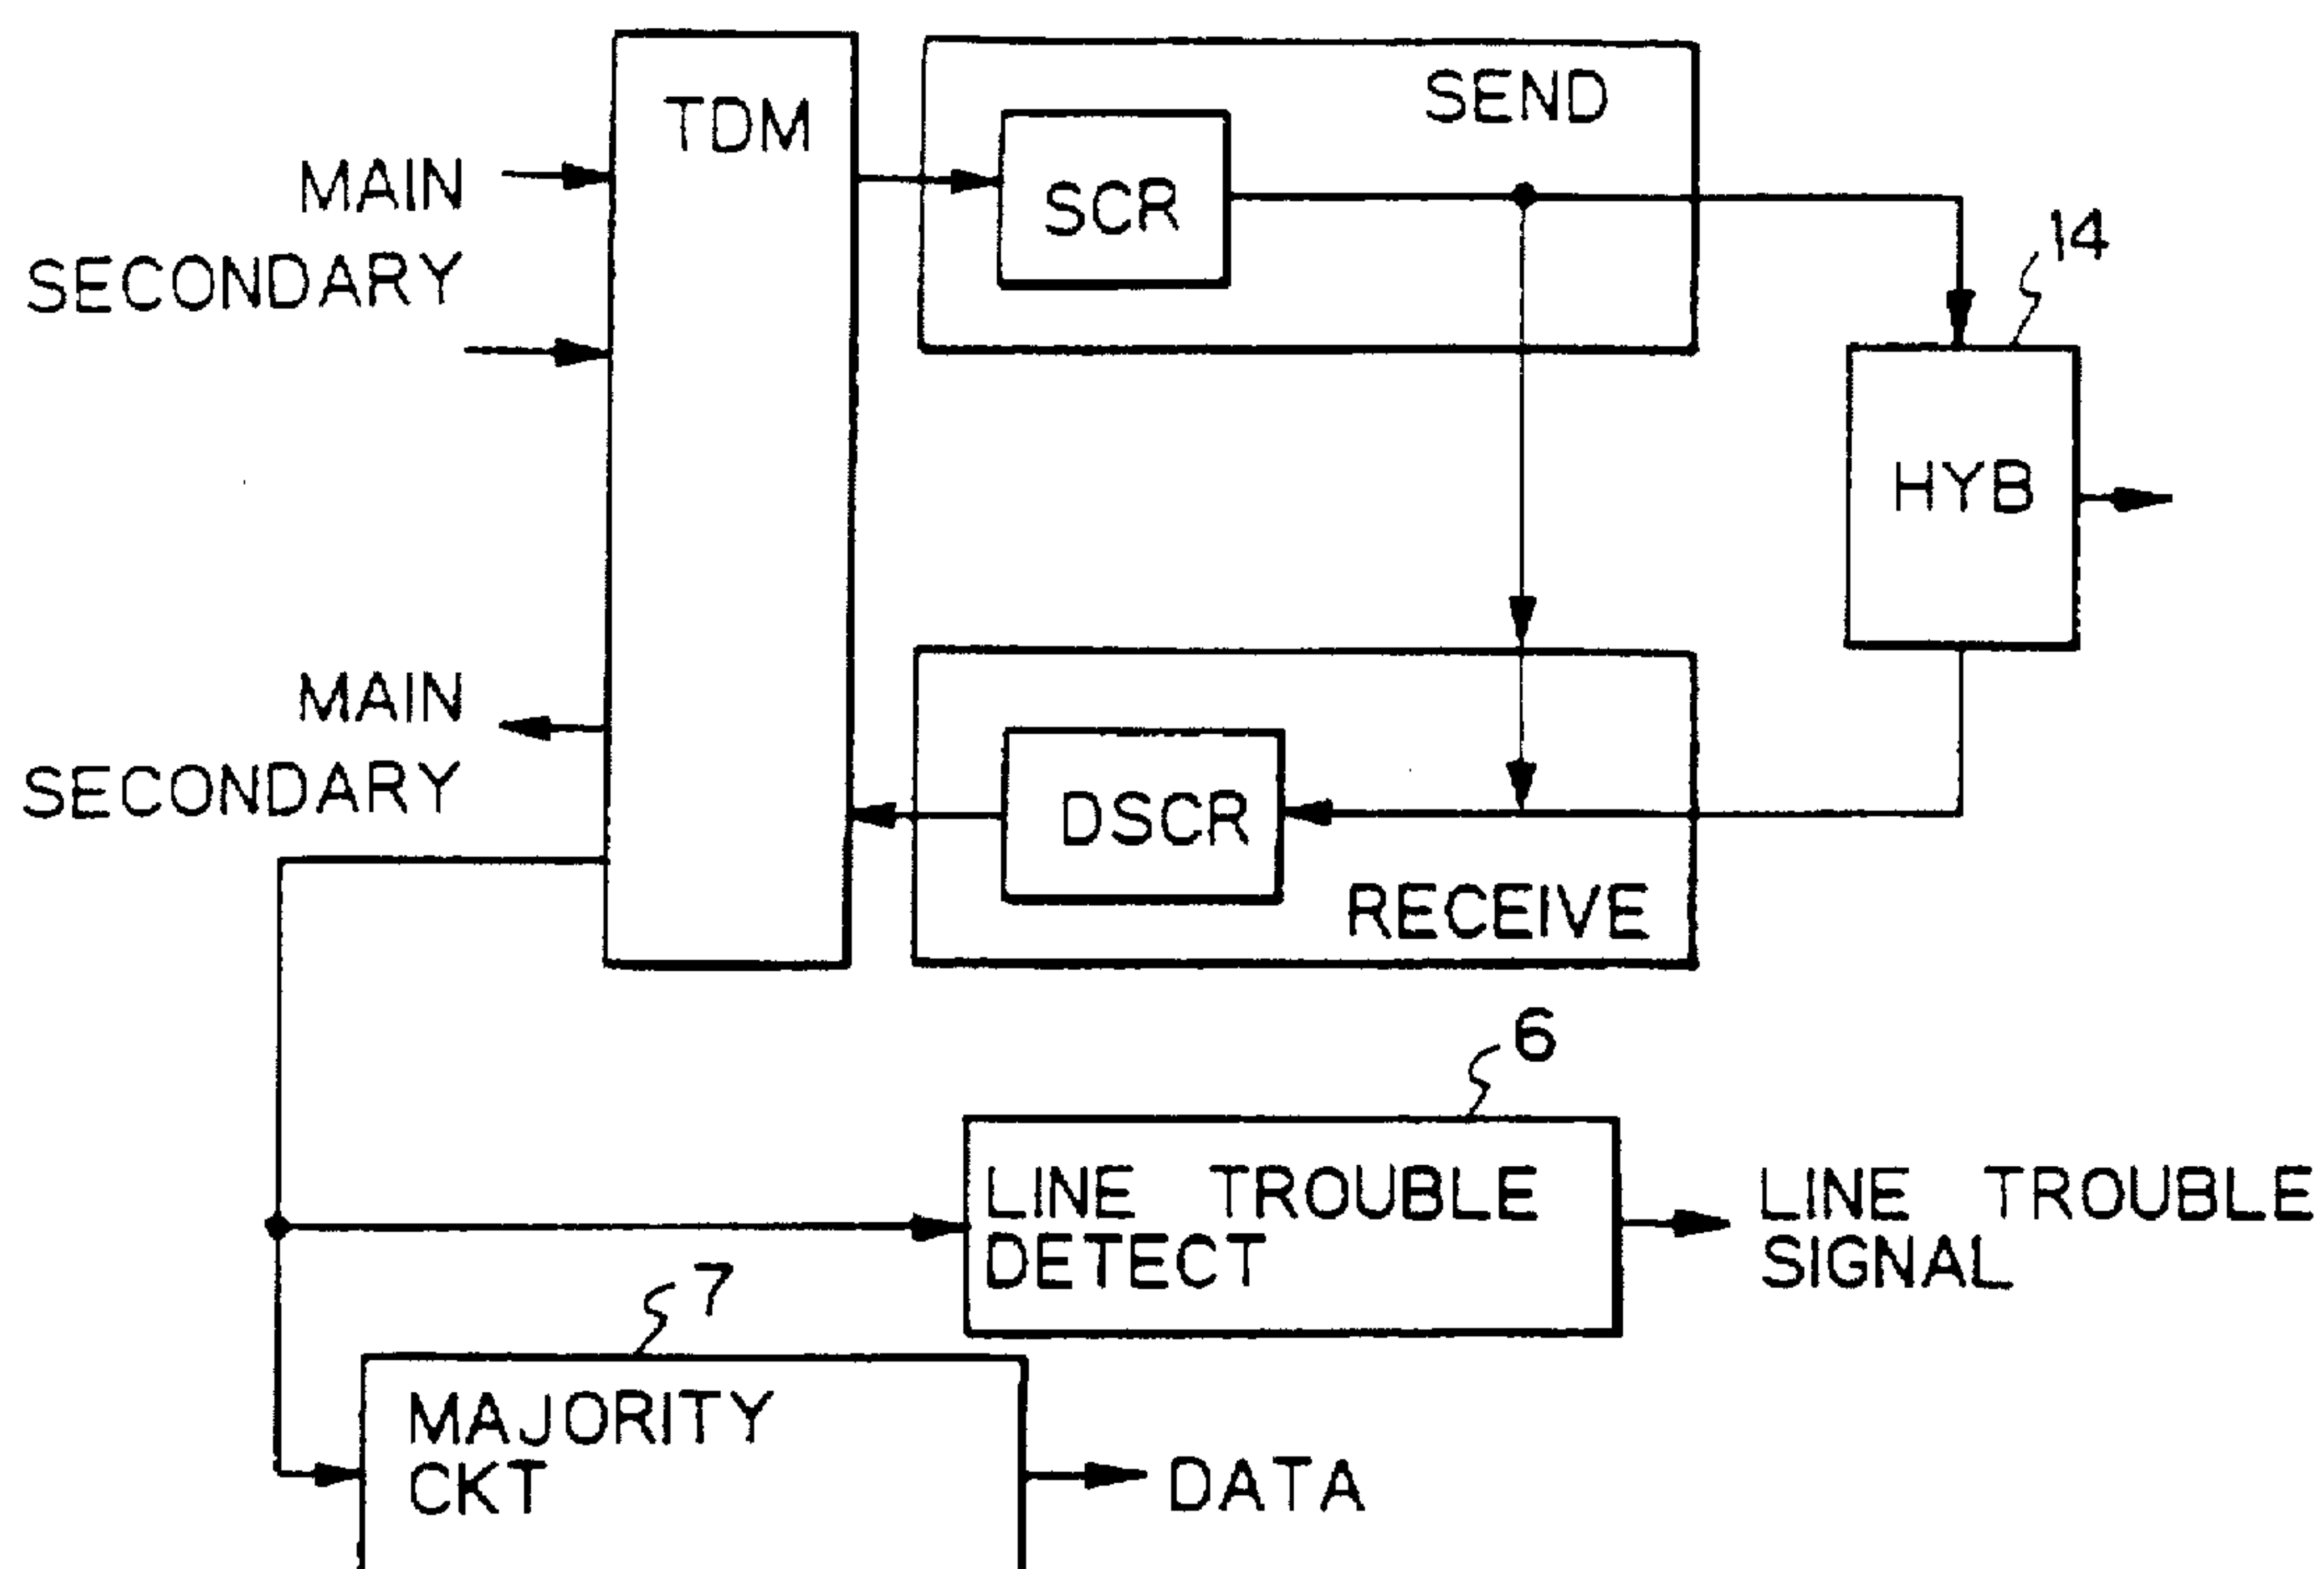 TDM
SEND
MAIN
SCR
SECONDARY
14
HYB
MAIN
SECONDARY
DSCR
RECEIVE
6
LINE TROUBLE
DETECT
LINE TROUBLE
SIGNAL
7
MAJORITY
CKT
DATA